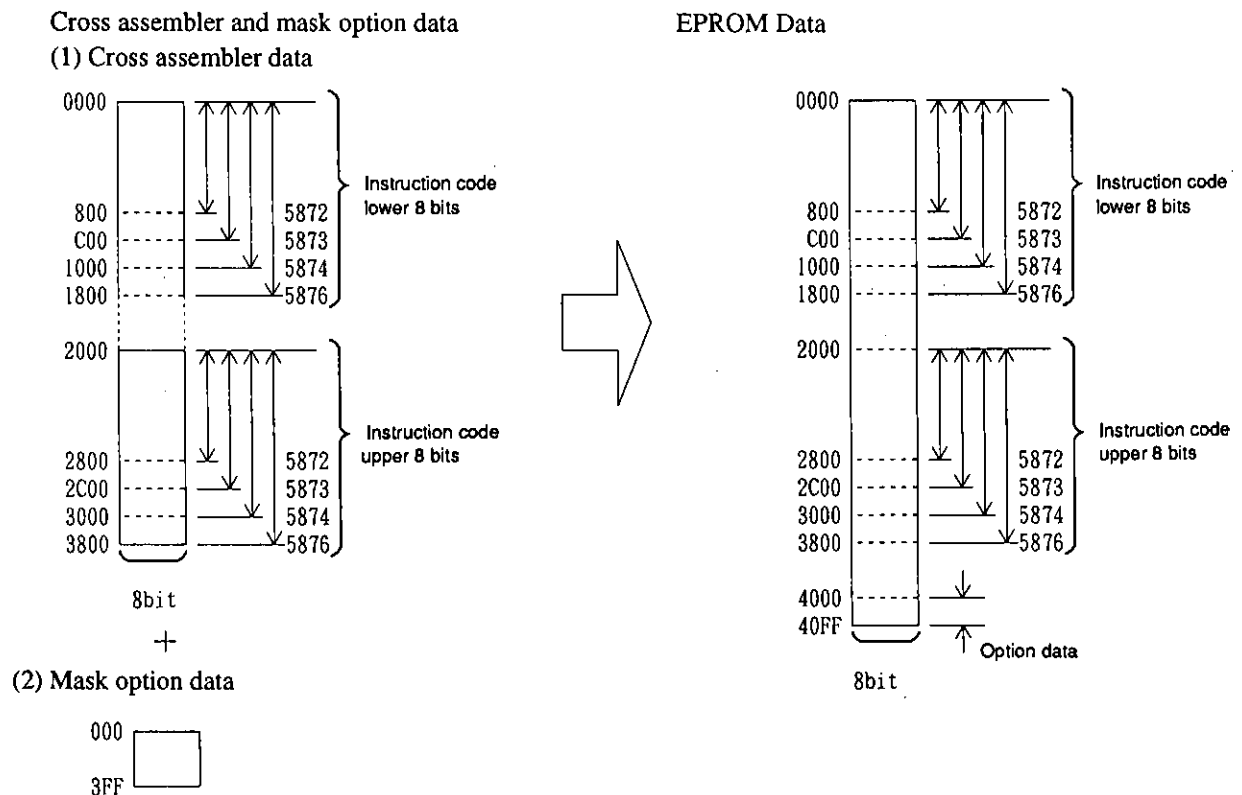 Cross assembler and mask option data
(1) Cross assembler data
0000
Instruction code
lower 8 bits
800
5872
C00
5873
1000
5874
1800
5876
2000
Instruction code
upper 8 bits
2800
5872
2C00
5873
3000
5874
3800
5876
8bit
+
(2) Mask option data
000
3FF
EPROM Data
0000
Instruction code
lower 8 bits
800
5872
C00
5873
1000
5874
1800
5876
2000
Instruction code
upper 8 bits
2800
5872
2C00
5873
3000
5874
3800
5876
4000
40FF
Option data
8bit